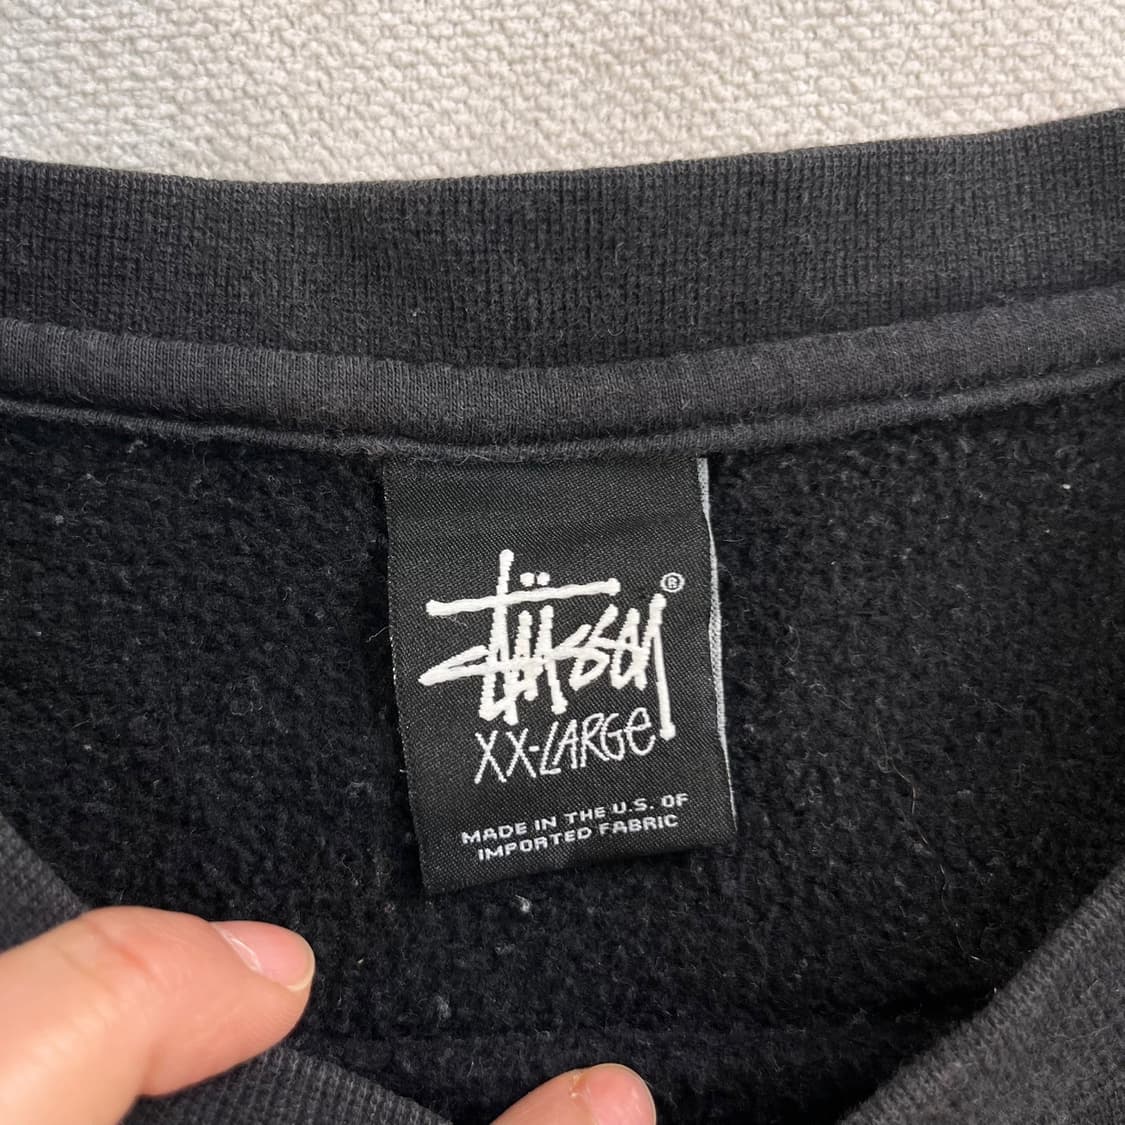 Stüssy ®
XX-LARGE
MADE IN THE U.S. OF
IMPORTED FABRIC